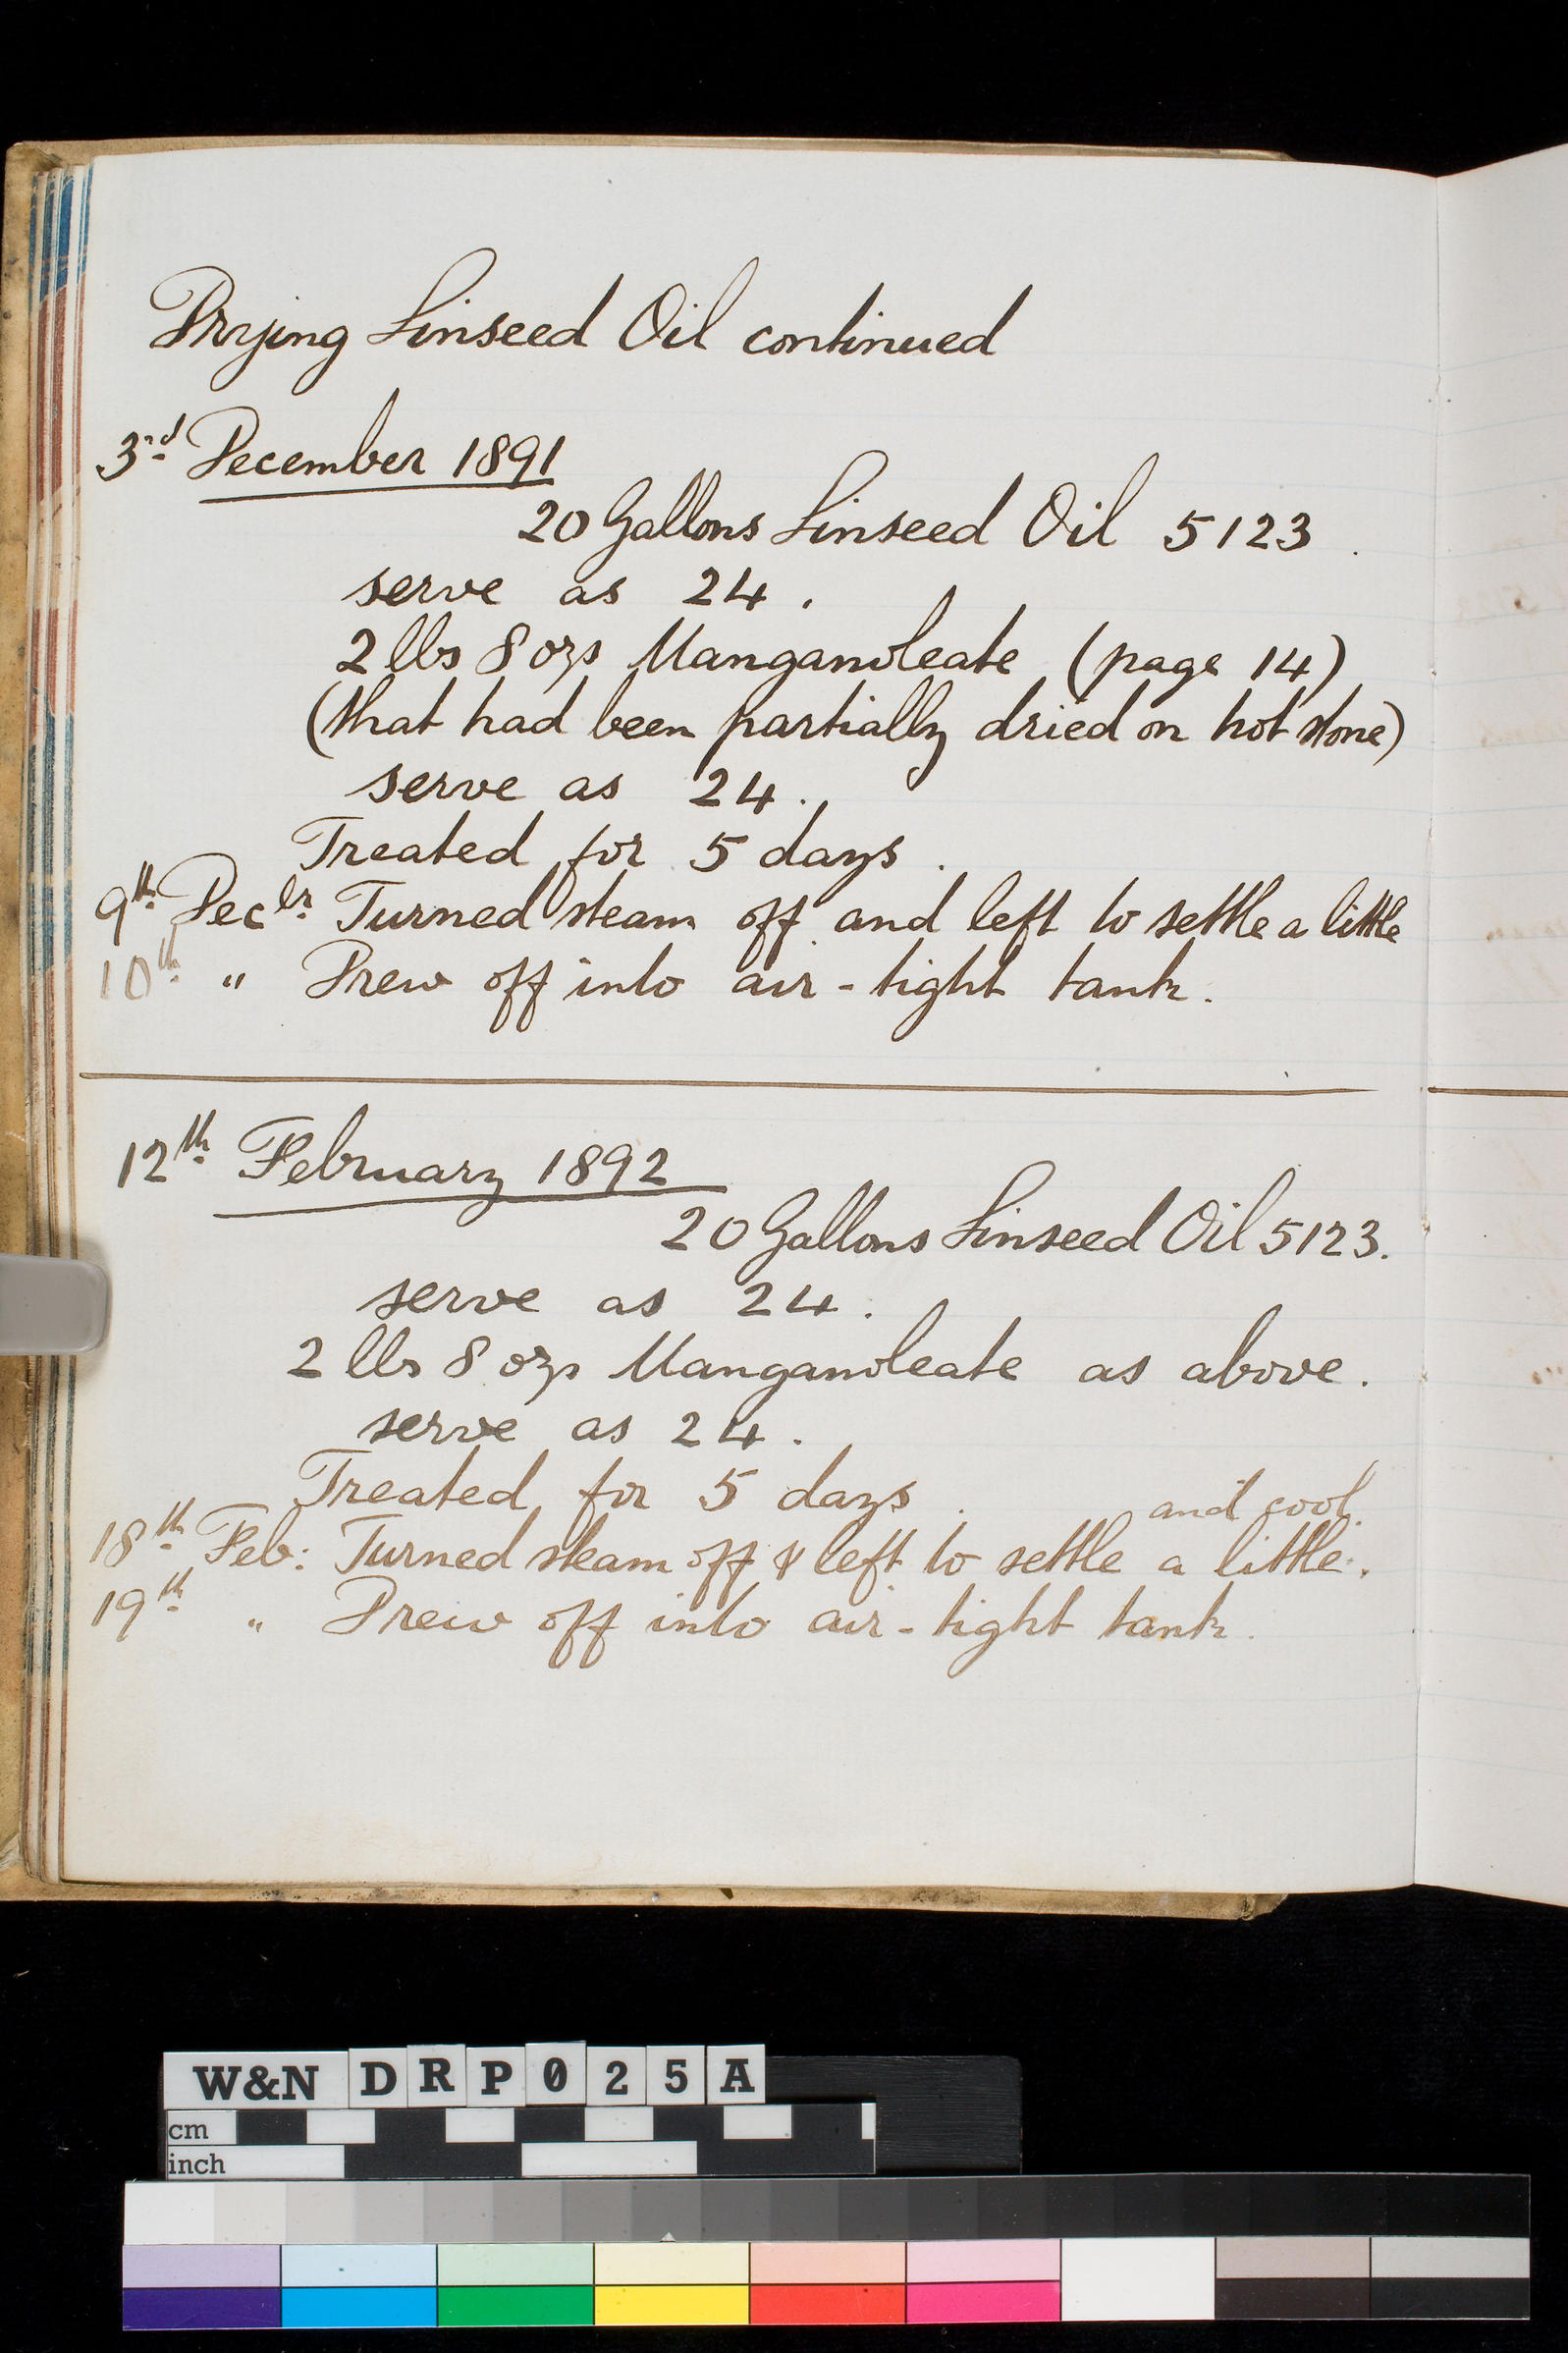 Drying Linseed Oil continued
3rd December 1891
20 Gallons Linseed Oil 5123.
serve as 24.
2 lbs 8 ozs Manganoleate (page 14)
(that had been partially dried on hot stone)
serve as 24.
Treated for 5 days.
9th Decbr. Turned steam off and left to settle a little
10th " Drew off into air-tight tank.
12th February 1892
20 Gallons Linseed Oil 5123.
serve as 24.
2 lbs 8 ozs Manganoleate as above.
serve as 24.
Treated for 5 days.
and cool.
18th Feb: Turned steam off & left to settle a little.
19th " Drew off into air-tight tank.
W&N DRP025A
cm
inch